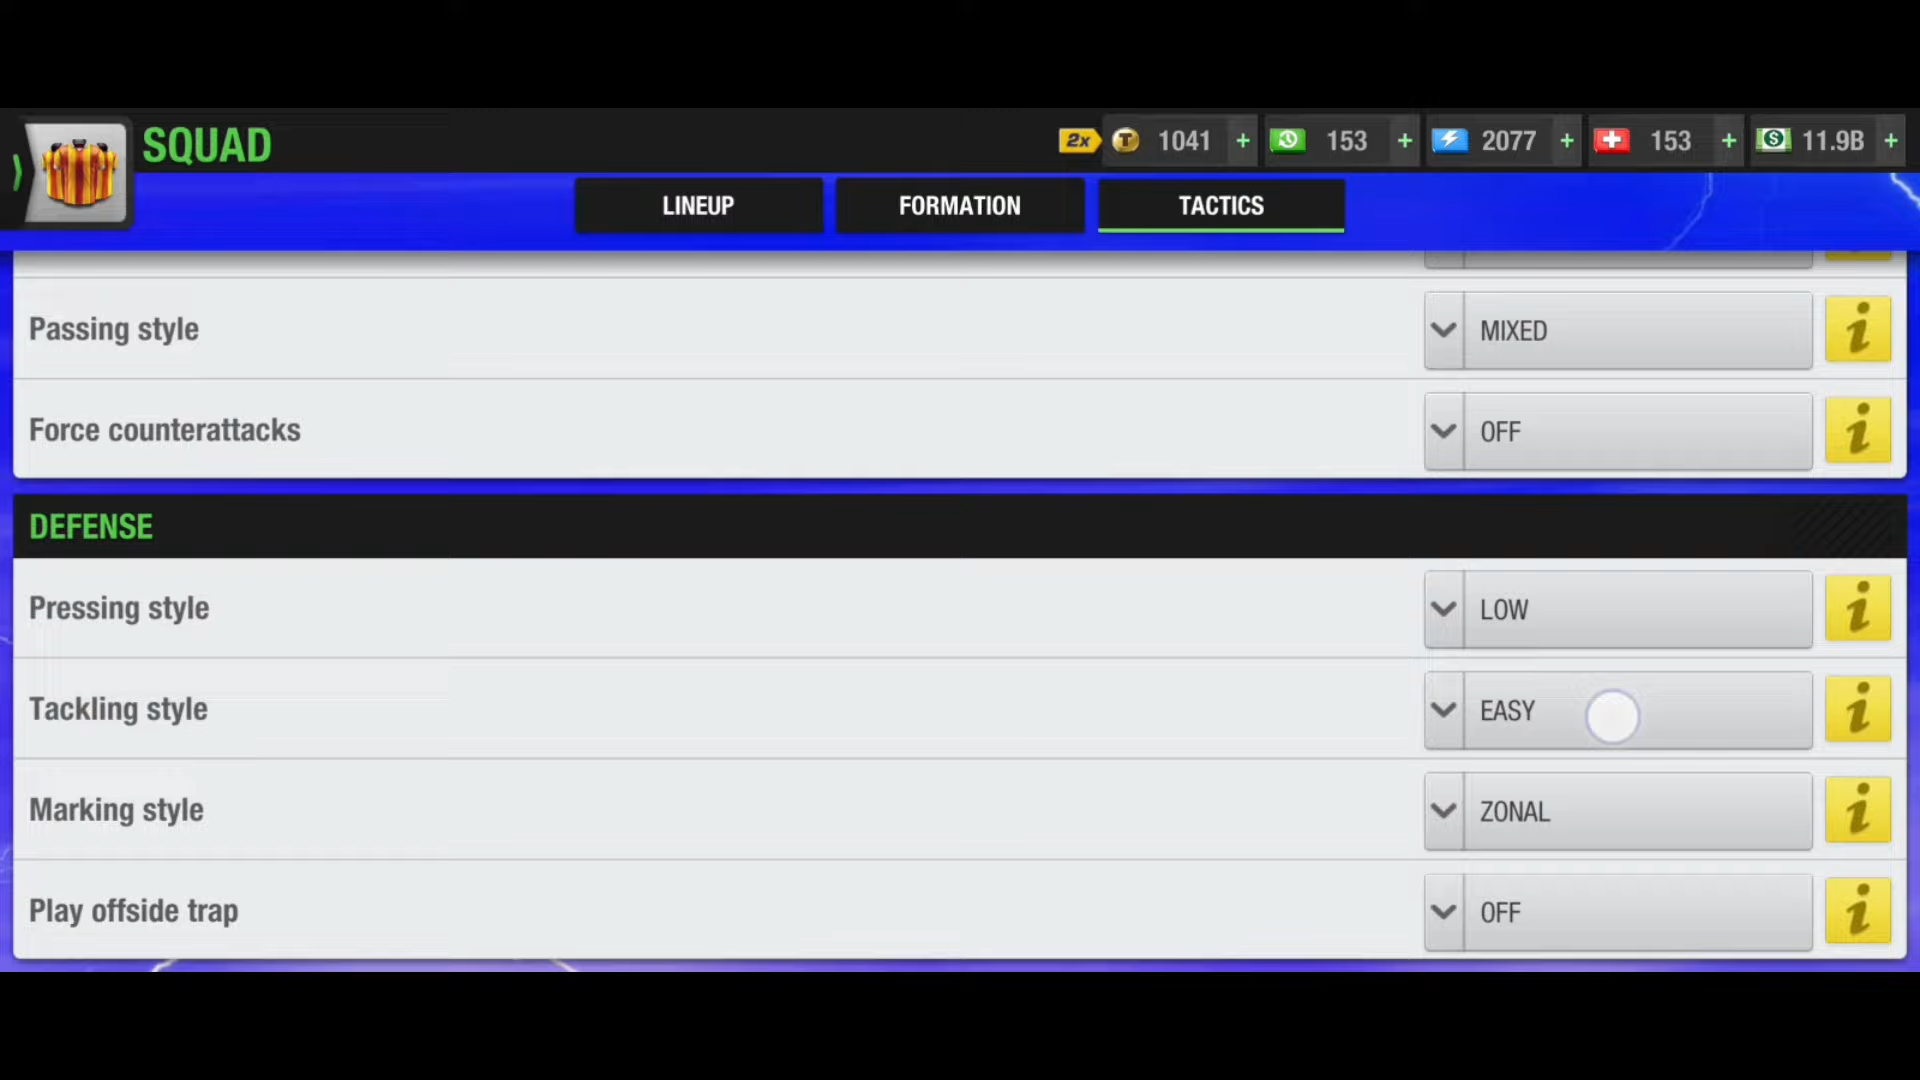 SQUAD
2x T 1041 + 153 + 2077 + 153 + $ 11.9B +
LINEUP FORMATION TACTICS
Passing style MIXED i
Force counterattacks OFF i
DEFENSE
Pressing style LOW i
Tackling style EASY i
Marking style ZONAL i
Play offside trap OFF i